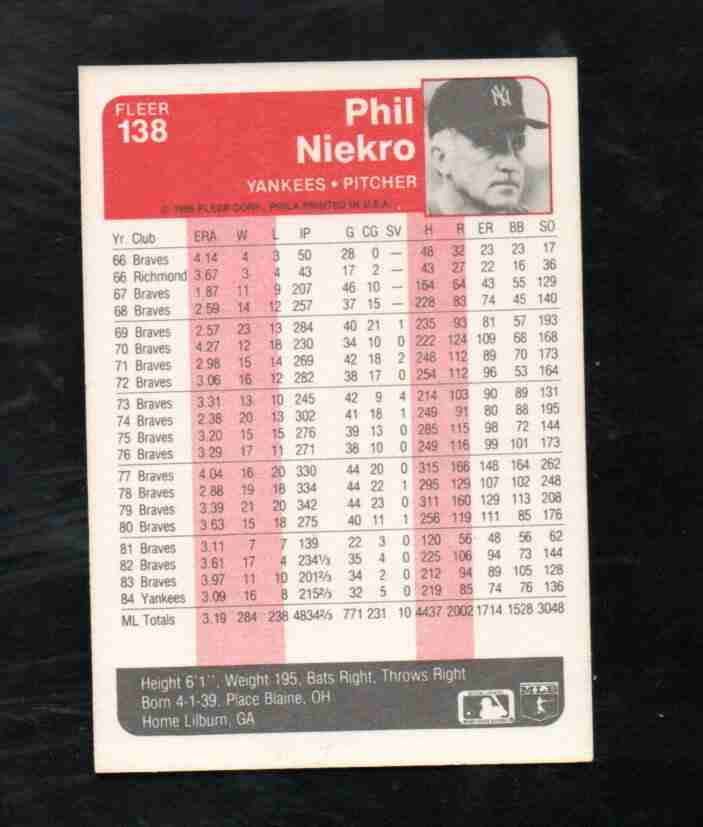 FLEER
138
Phil
Niekro
YANKEES • PITCHER
© 1985 FLEER CORP., PHILA PRINTED IN U.S.A.
NY
Yr. Club ERA W L IP G CG SV H R ER BB SO
66 Braves 4.14 4 3 50 28 0 — 48 32 23 23 17
66 Richmond 3.67 3 4 43 17 2 — 43 27 22 16 36
67 Braves 1.87 11 9 207 46 10 — 164 64 43 55 129
68 Braves 2.59 14 12 257 37 15 — 228 83 74 45 140
69 Braves 2.57 23 13 284 40 21 1 235 93 81 57 193
70 Braves 4.27 12 18 230 34 10 0 222 124 109 68 168
71 Braves 2.98 15 14 269 42 18 2 248 112 89 70 173
72 Braves 3.06 16 12 282 38 17 0 254 112 96 53 164
73 Braves 3.31 13 10 245 42 9 4 214 103 90 89 131
74 Braves 2.38 20 13 302 41 18 1 249 91 80 88 195
75 Braves 3.20 15 15 276 39 13 0 285 115 98 72 144
76 Braves 3.29 17 11 271 38 10 0 249 116 99 101 173
77 Braves 4.04 16 20 330 44 20 0 315 166 148 164 262
78 Braves 2.88 19 18 334 44 22 1 295 129 107 102 248
79 Braves 3.39 21 20 342 44 23 0 311 160 129 113 208
80 Braves 3.63 15 18 275 40 11 1 256 119 111 85 176
81 Braves 3.11 7 7 139 22 3 0 120 56 48 56 62
82 Braves 3.61 17 4 234⅓ 35 4 0 225 106 94 73 144
83 Braves 3.97 11 10 201⅔ 34 2 0 212 94 89 105 128
84 Yankees 3.09 16 8 215⅔ 32 5 0 219 85 74 76 136
ML Totals 3.19 284 238 4834⅔ 771 231 10 4437 2002 1714 1528 3048
Height 6'1", Weight 195, Bats Right, Throws Right
Born 4-1-39, Place Blaine, OH
Home Lilburn, GA